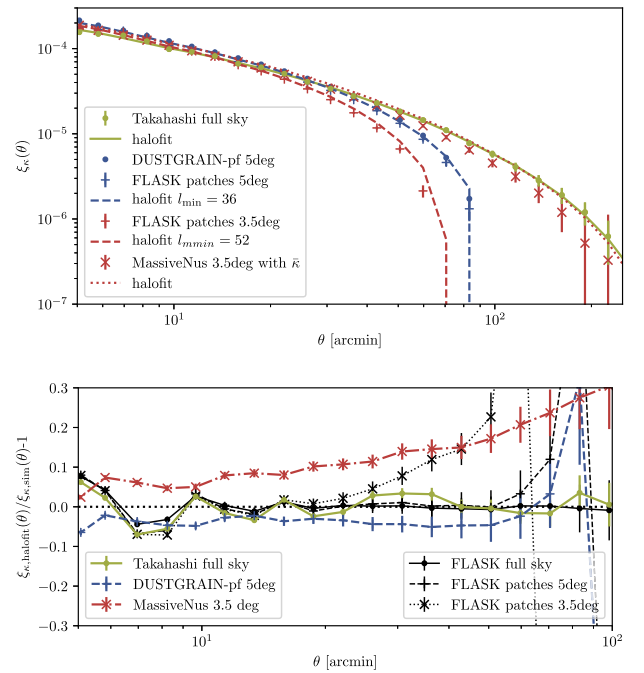 10⁻⁴
10⁻⁵
10⁻⁶
10⁻⁷
ξκ(θ)
Takahashi full sky
halofit
DUSTGRAIN-pf 5deg
FLASK patches 5deg
halofit lmin = 36
FLASK patches 3.5deg
halofit lmmin = 52
MassiveNus 3.5deg with κ̄
halofit
10¹
10²
θ [arcmin]
0.3
0.2
0.1
0.0
−0.1
−0.2
−0.3
ξκ,halofit(θ)/ξκ,sim(θ)-1
Takahashi full sky
DUSTGRAIN-pf 5deg
MassiveNus 3.5 deg
FLASK full sky
FLASK patches 5deg
FLASK patches 3.5deg
10¹
10²
θ [arcmin]